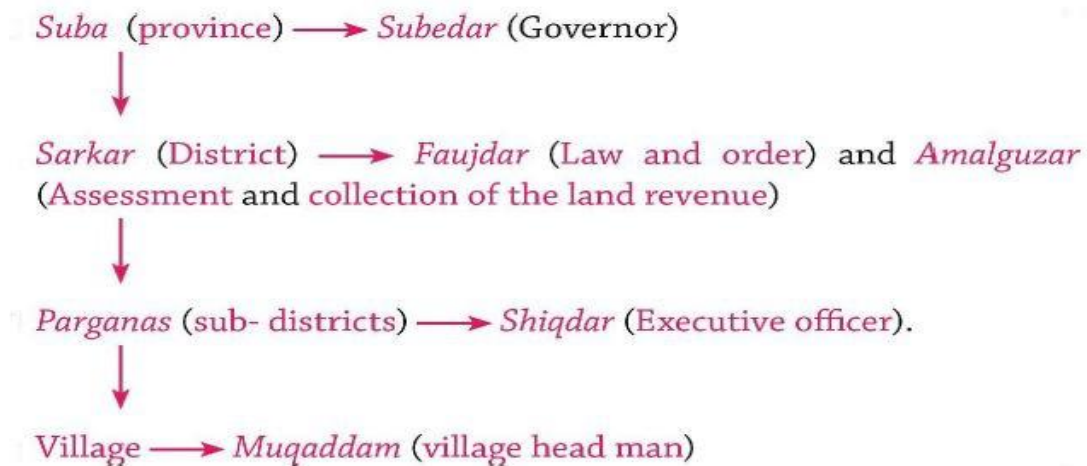 Suba (province) → Subedar (Governor)
Sarkar (District) → Faujdar (Law and order) and Amalguzar
(Assessment and collection of the land revenue)
Parganas (sub- districts) → Shiqdar (Executive officer).
Village → Muqaddam (village head man)